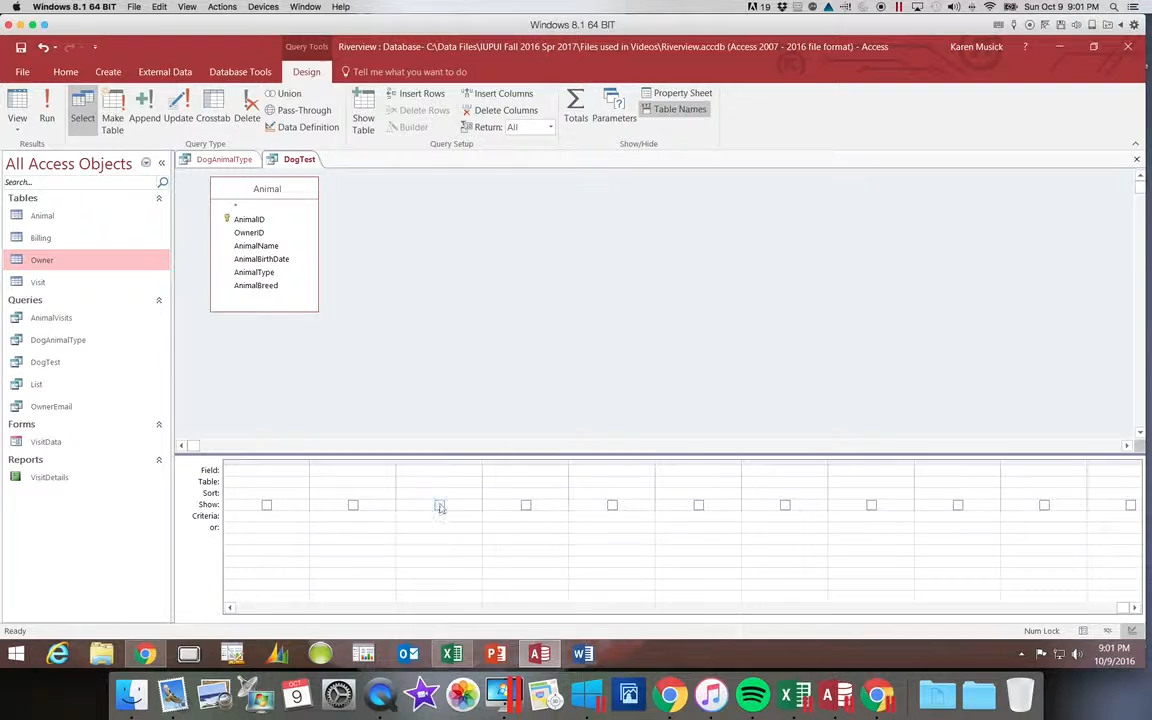 Windows 8.1 64 BIT File Edit View Actions Devices Window Help 19 Sun Oct 9 9:01 PM
Windows 8.1 64 BIT
Query Tools Riverview : Database- C:\Data Files\IUPUI Fall 2016 Spr 2017\Files used in Videos\Riverview.accdb (Access 2007 - 2016 file format) - Access Karen Musick ?
File Home Create External Data Database Tools Design Tell me what you want to do
View Run Select Make Table Append Update Crosstab Delete Union Pass-Through Data Definition Show Table Insert Rows Delete Rows Builder Insert Columns Delete Columns Return: All Totals Parameters Property Sheet Table Names
Results Query Type Query Setup Show/Hide
All Access Objects DogAnimalType DogTest
Search...
Tables
Animal
Billing
Owner
Visit
Queries
AnimalVisits
DogAnimalType
DogTest
List
OwnerEmail
Forms
VisitData
Reports
VisitDetails
Animal
*
AnimalID
OwnerID
AnimalName
AnimalBirthDate
AnimalType
AnimalBreed
Field:
Table:
Sort:
Show:
Criteria:
or:
Ready Num Lock SQL
9:01 PM
10/9/2016
OCT
9